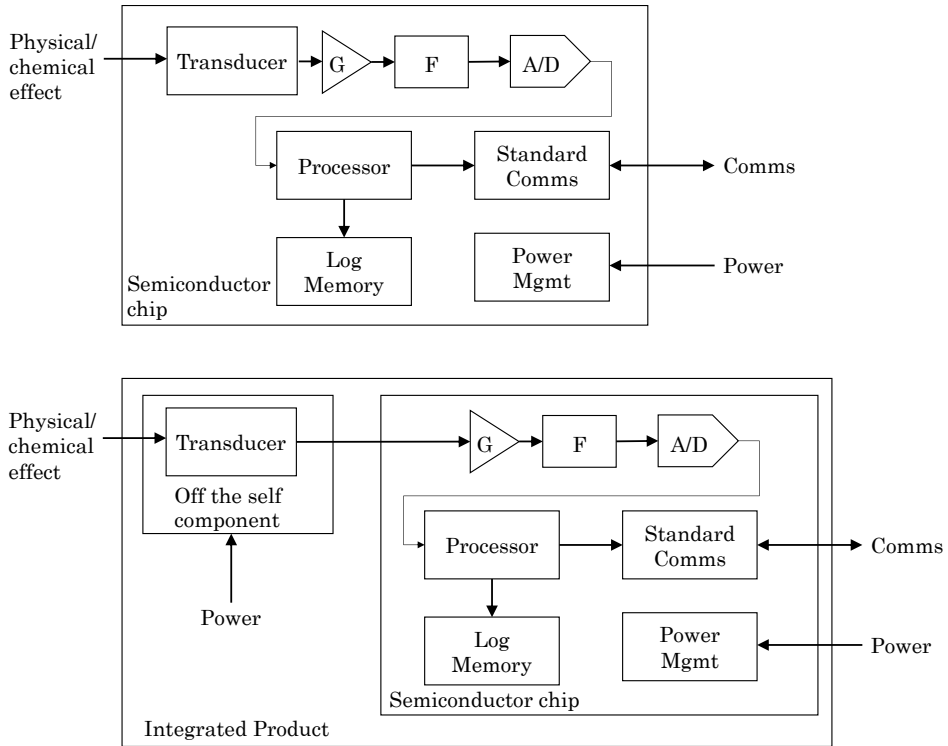 Physical/
chemical
effect
Transducer
G
F
A/D
Processor
Standard
Comms
Comms
Log
Memory
Power
Mgmt
Power
Semiconductor
chip
Physical/
chemical
effect
Transducer
Off the self
component
Power
G
F
A/D
Processor
Standard
Comms
Comms
Log
Memory
Power
Mgmt
Power
Semiconductor chip
Integrated Product